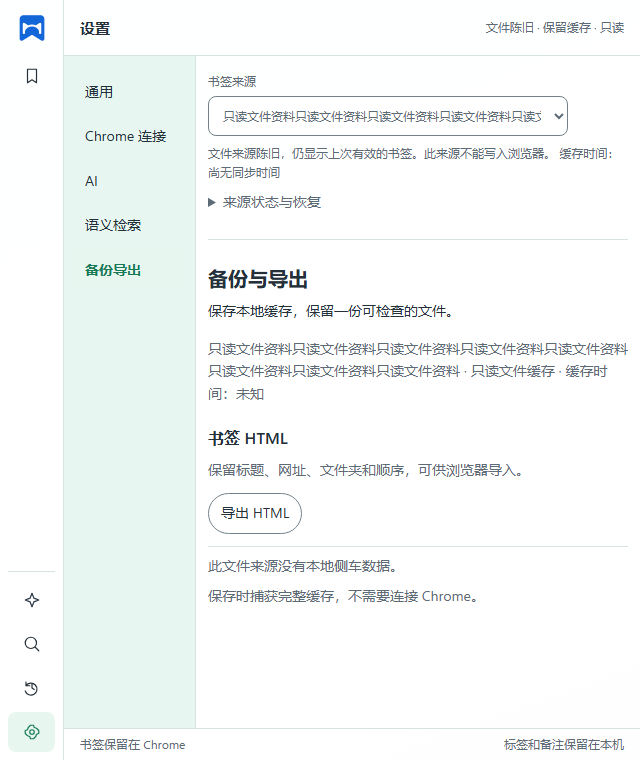 设置
文件陈旧 · 保留缓存 · 只读
通用
Chrome 连接
AI
语义检索
备份导出
书签来源
只读文件资料只读文件资料只读文件资料只读文件资料只读文
文件来源陈旧，仍显示上次有效的书签。此来源不能写入浏览器。 缓存时间：
尚无同步时间
来源状态与恢复
备份与导出
保存本地缓存，保留一份可检查的文件。
只读文件资料只读文件资料只读文件资料只读文件资料只读文件资料
只读文件资料只读文件资料只读文件资料 · 只读文件缓存 · 缓存时
间：未知
书签 HTML
保留标题、网址、文件夹和顺序，可供浏览器导入。
导出 HTML
此文件来源没有本地侧车数据。
保存时捕获完整缓存，不需要连接 Chrome。
书签保留在 Chrome
标签和备注保留在本机